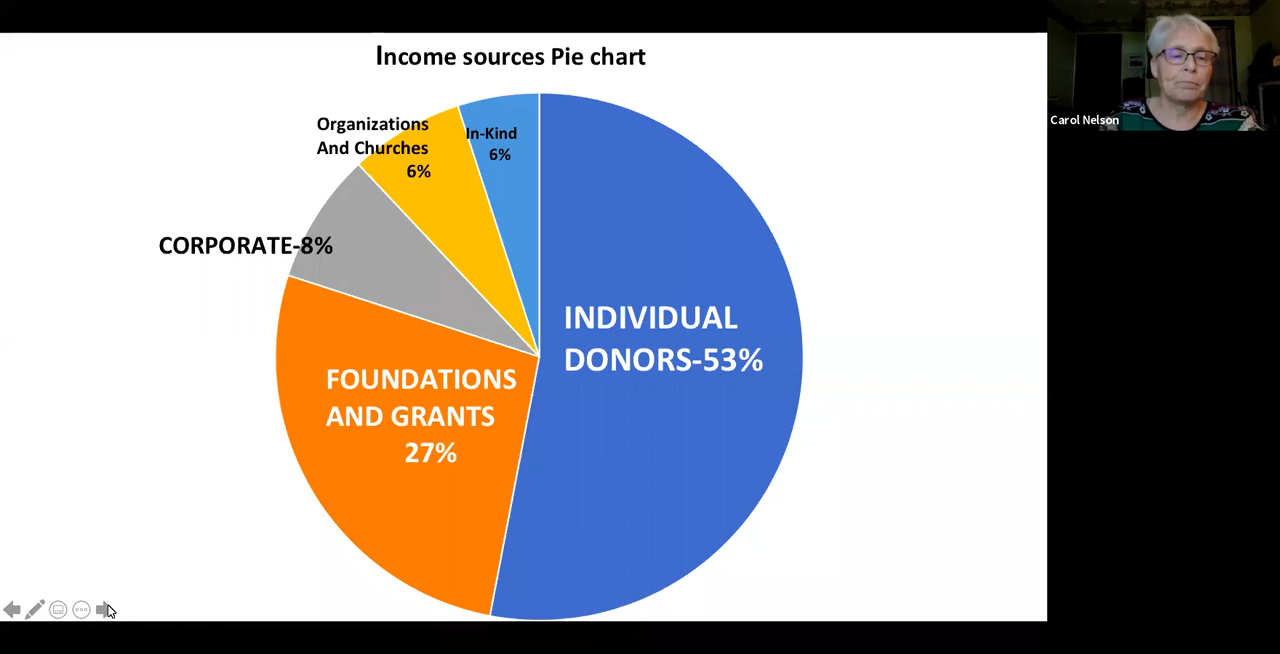 Income sources Pie chart
Organizations
And Churches
6%
In-Kind
6%
CORPORATE-8%
INDIVIDUAL
DONORS-53%
FOUNDATIONS
AND GRANTS
27%
Carol Nelson